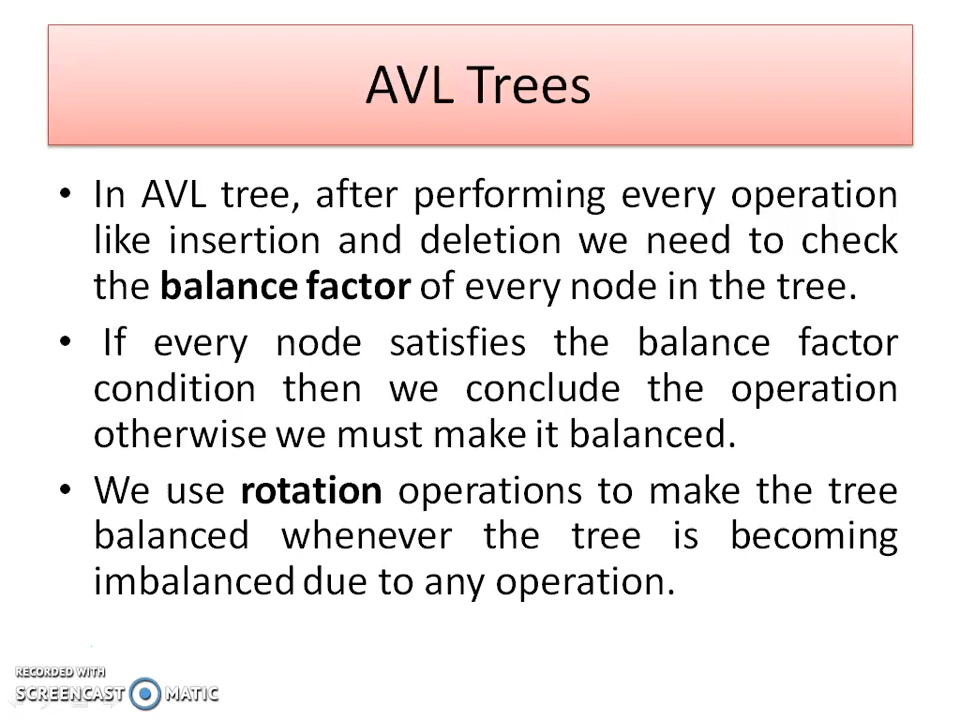 AVL Trees
• In AVL tree, after performing every operation
like insertion and deletion we need to check
the balance factor of every node in the tree.
• If every node satisfies the balance factor
condition then we conclude the operation
otherwise we must make it balanced.
• We use rotation operations to make the tree
balanced whenever the tree is becoming
imbalanced due to any operation.
RECORDED WITH
SCREENCAST MATIC